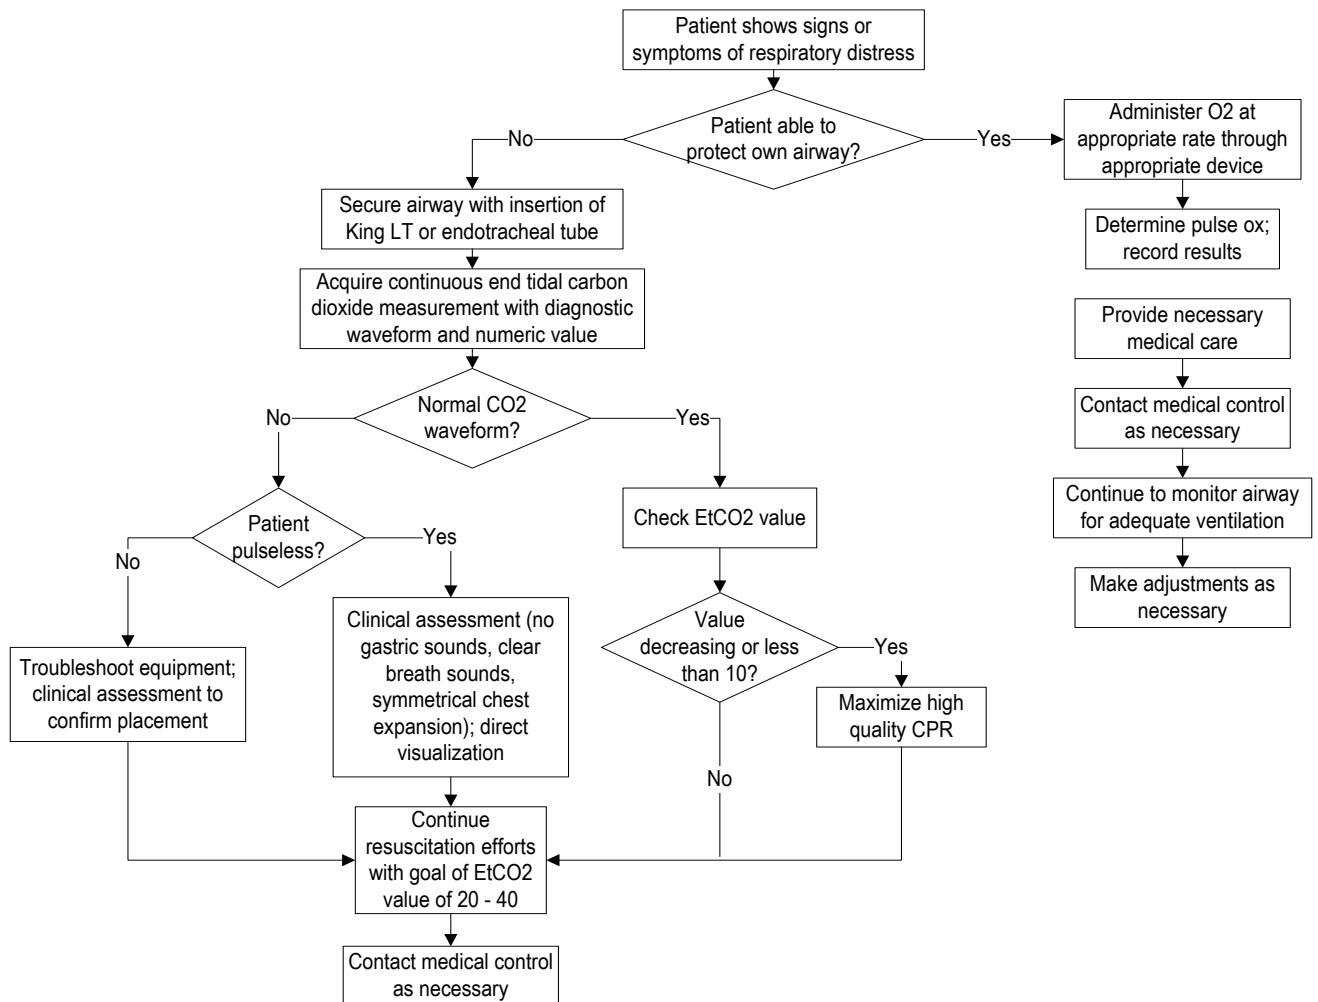 Patient shows signs or
symptoms of respiratory distress
Patient able to
protect own airway?
No
Yes
Administer O2 at
appropriate rate through
appropriate device
Determine pulse ox;
record results
Provide necessary
medical care
Contact medical control
as necessary
Continue to monitor airway
for adequate ventilation
Make adjustments as
necessary
Secure airway with insertion of
King LT or endotracheal tube
Acquire continuous end tidal carbon
dioxide measurement with diagnostic
waveform and numeric value
Normal CO2
waveform?
No
Yes
Patient
pulseless?
No
Yes
Troubleshoot equipment;
clinical assessment to
confirm placement
Clinical assessment (no
gastric sounds, clear
breath sounds,
symmetrical chest
expansion); direct
visualization
Check EtCO2 value
Value
decreasing or less
than 10?
Yes
No
Maximize high
quality CPR
Continue
resuscitation efforts
with goal of EtCO2
value of 20 - 40
Contact medical control
as necessary